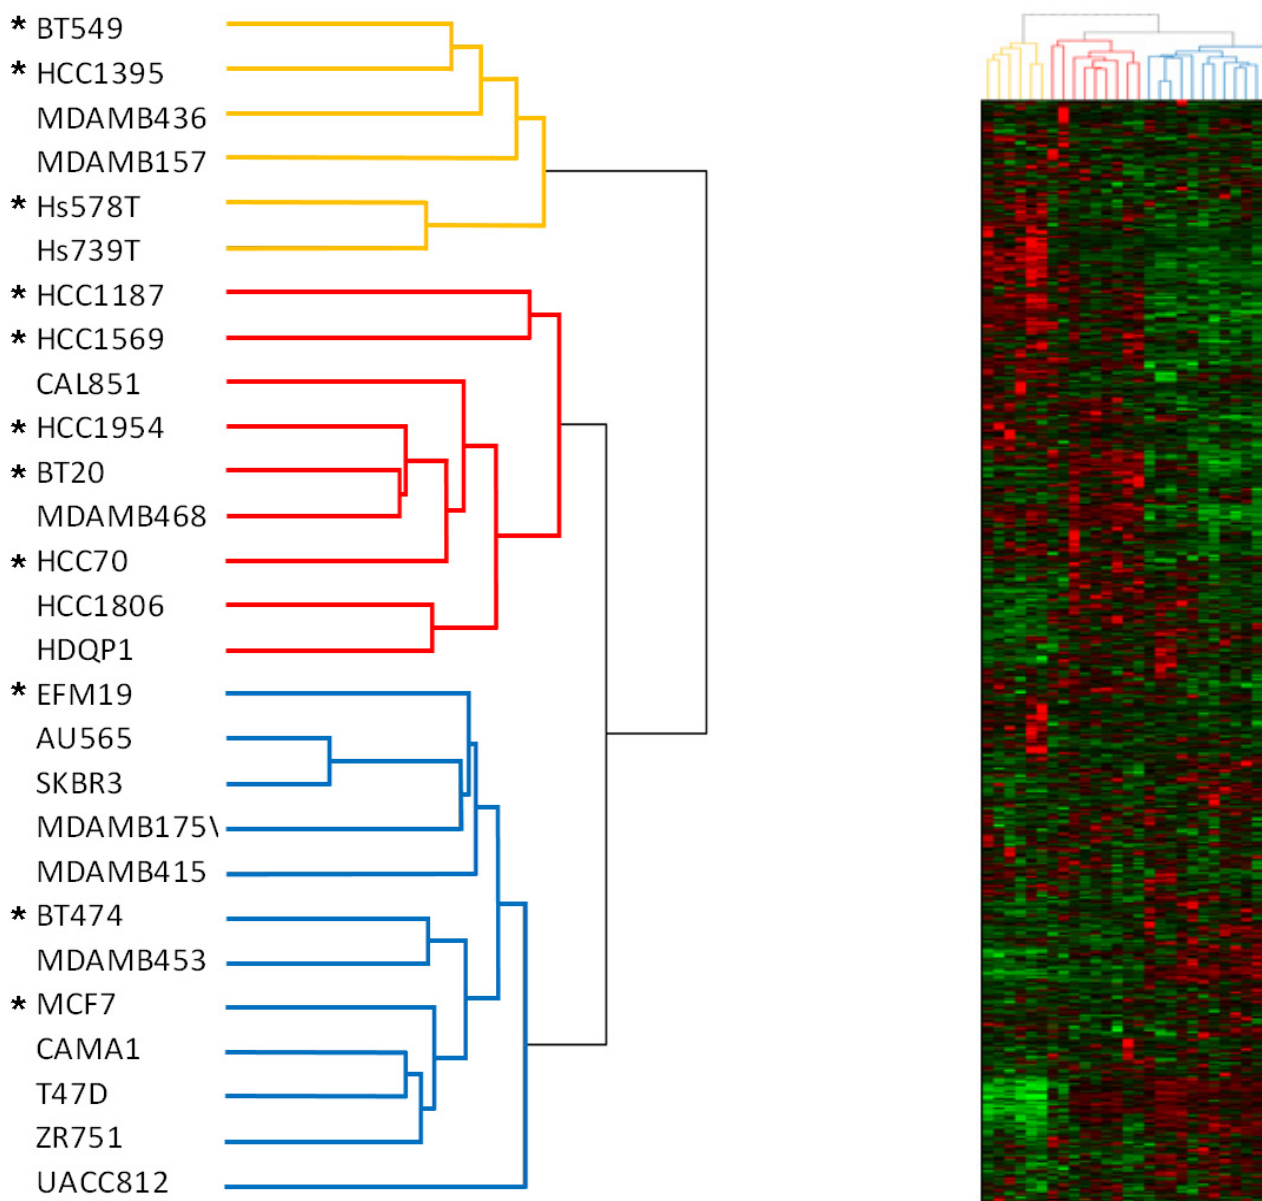 * BT549
* HCC1395
MDAMB436
MDAMB157
* Hs578T
Hs739T
* HCC1187
* HCC1569
CAL851
* HCC1954
* BT20
MDAMB468
* HCC70
HCC1806
HDQP1
* EFM19
AU565
SKBR3
MDAMB175\
MDAMB415
* BT474
MDAMB453
* MCF7
CAMA1
T47D
ZR751
UACC812